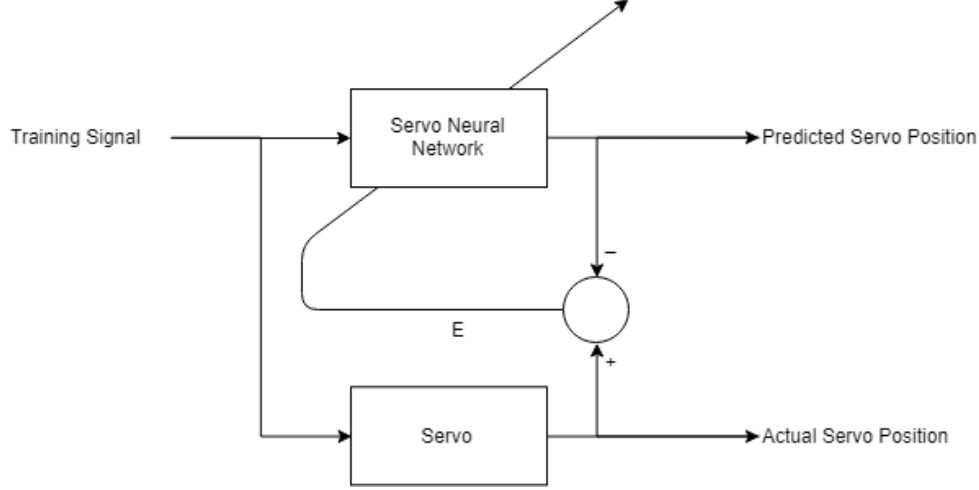 Training Signal
Servo Neural
Network
Predicted Servo Position
–
E
+
Servo
Actual Servo Position